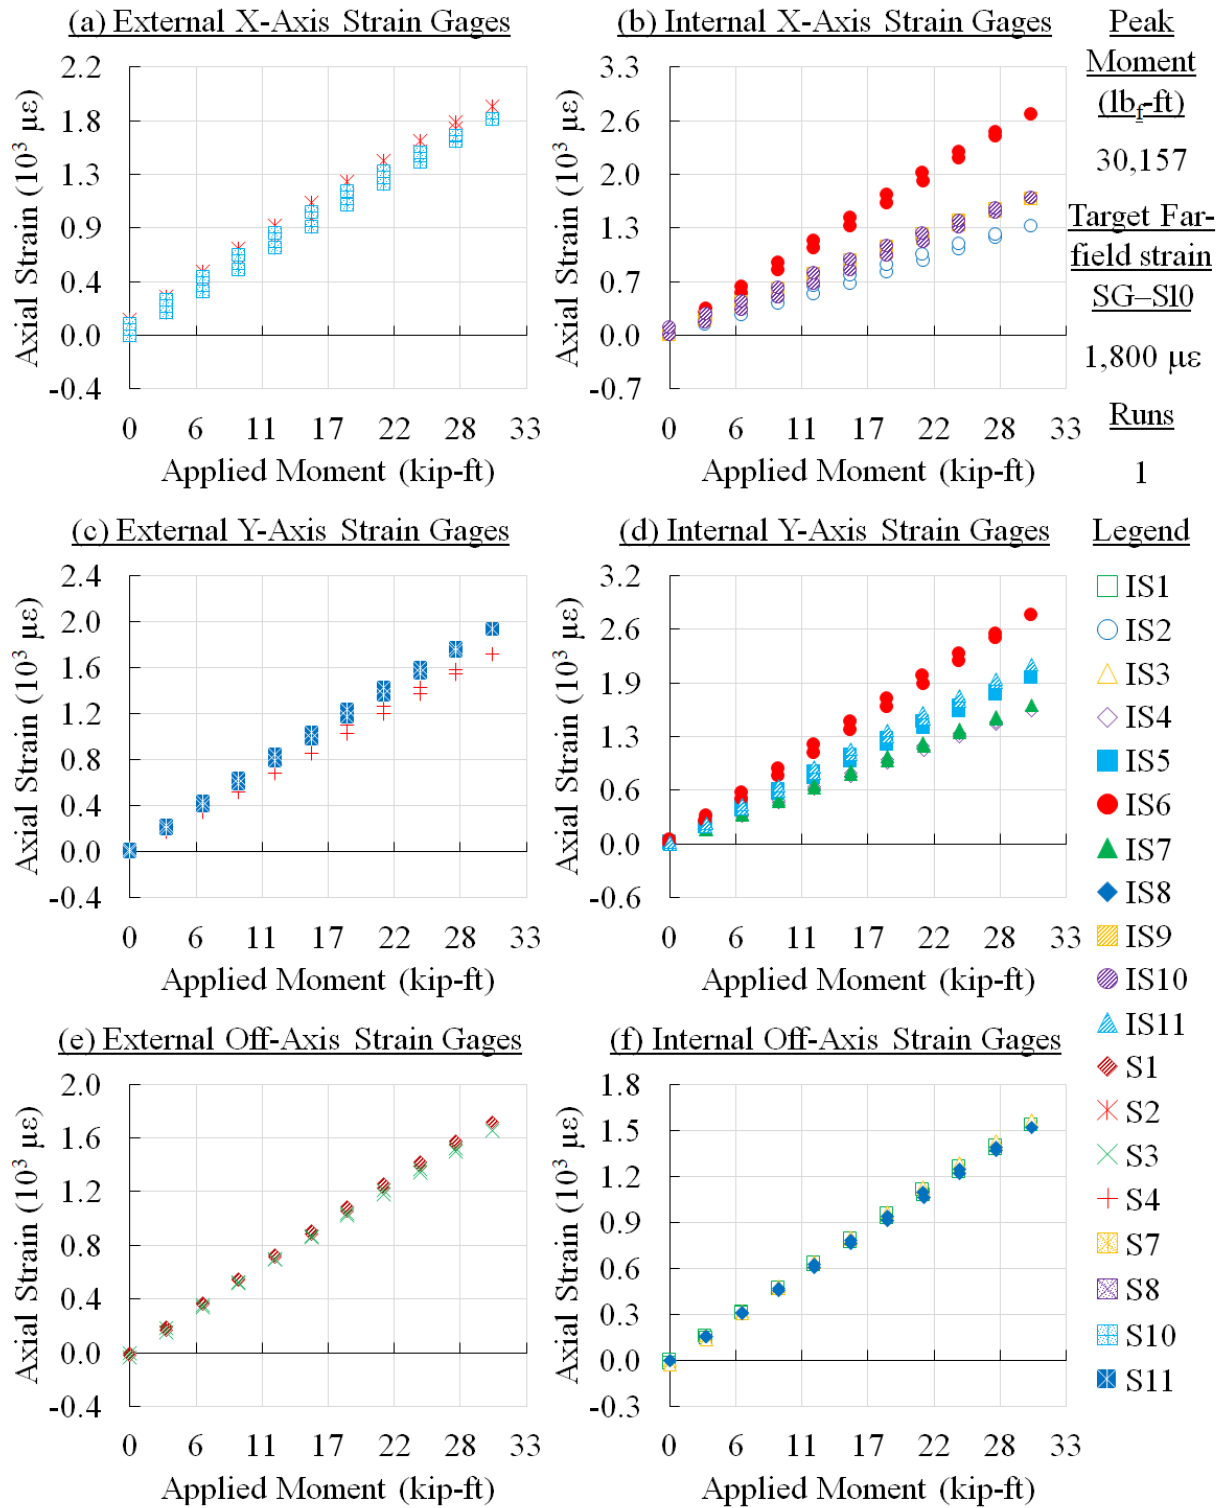 (a) External X-Axis Strain Gages
Axial Strain (10³ με)
2.2
1.8
1.3
0.9
0.4
0.0
-0.4
0 6 11 17 22 28 33
Applied Moment (kip-ft)
(b) Internal X-Axis Strain Gages
Axial Strain (10³ με)
3.3
2.6
2.0
1.3
0.7
0.0
-0.7
0 6 11 17 22 28 33
Applied Moment (kip-ft)
Peak
Moment
(lbf-ft)
30,157
Target Far-
field strain
SG–S10
1,800 με
Runs
1
(c) External Y-Axis Strain Gages
Axial Strain (10³ με)
2.4
2.0
1.6
1.2
0.8
0.4
0.0
-0.4
0 6 11 17 22 28 33
Applied Moment (kip-ft)
(d) Internal Y-Axis Strain Gages
Axial Strain (10³ με)
3.2
2.6
1.9
1.3
0.6
0.0
-0.6
0 6 11 17 22 28 33
Applied Moment (kip-ft)
(e) External Off-Axis Strain Gages
Axial Strain (10³ με)
2.0
1.6
1.2
0.8
0.4
0.0
-0.4
0 6 11 17 22 28 33
Applied Moment (kip-ft)
(f) Internal Off-Axis Strain Gages
Axial Strain (10³ με)
1.8
1.5
1.2
0.9
0.6
0.3
0.0
-0.3
0 6 11 17 22 28 33
Applied Moment (kip-ft)
Legend
IS1
IS2
IS3
IS4
IS5
IS6
IS7
IS8
IS9
IS10
IS11
S1
S2
S3
S4
S7
S8
S10
S11